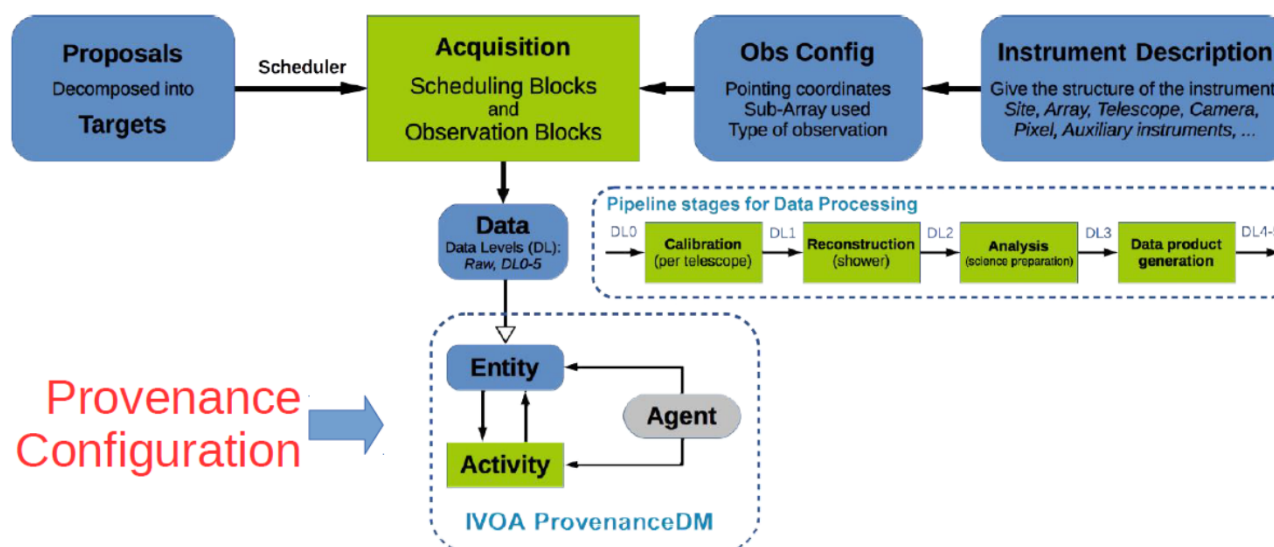 Proposals
Decomposed into
Targets
Scheduler
Acquisition
Scheduling Blocks
and
Observation Blocks
Obs Config
Pointing coordinates
Sub-Array used
Type of observation
Instrument Description
Give the structure of the instrument
Site, Array, Telescope, Camera,
Pixel, Auxiliary instruments, ...
Data
Data Levels (DL):
Raw, DL0-5
Pipeline stages for Data Processing
DL0
Calibration
(per telescope)
DL1
Reconstruction
(shower)
DL2
Analysis
(science preparation)
DL3
Data product
generation
DL4-
Entity
Agent
Activity
IVOA ProvenanceDM
Provenance
Configuration